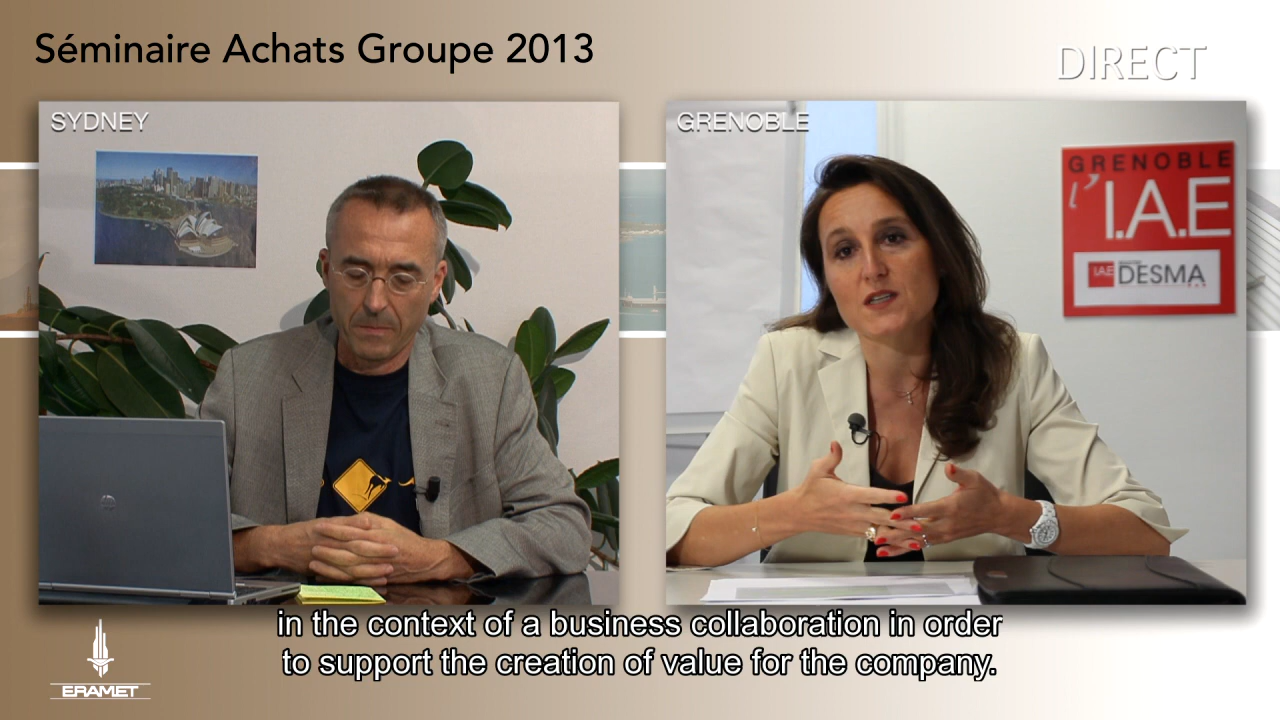 Séminaire Achats Groupe 2013
DIRECT
SYDNEY
GRENOBLE
GRENOBLE
l'I.A.E
IAE
DESMA
hp
in the context of a business collaboration in order
to support the creation of value for the company.
ERAMET